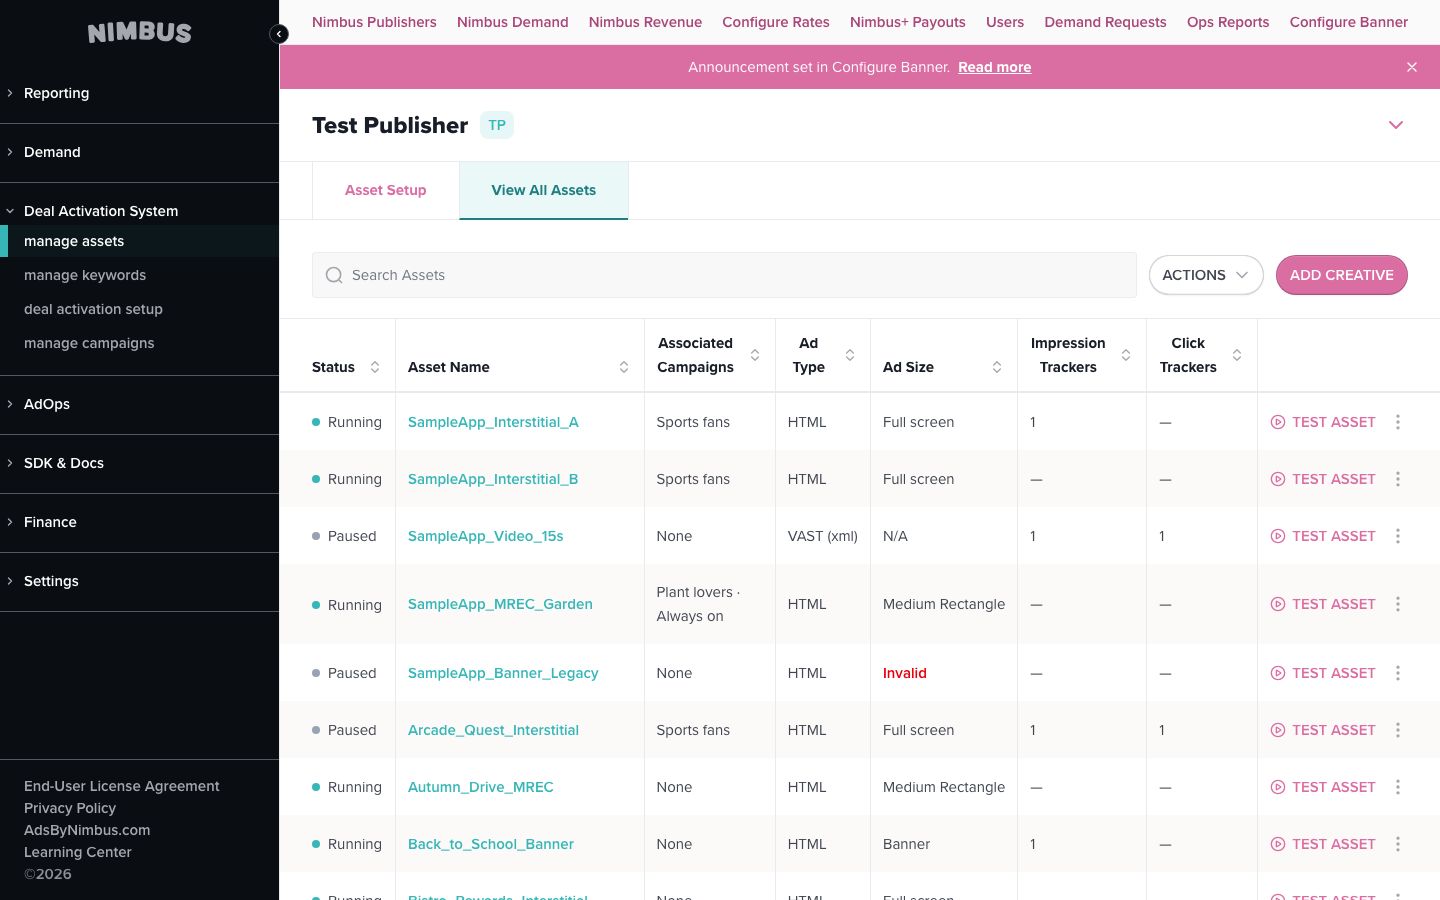 NIMBUS
Reporting
Demand
Deal Activation System
manage assets
manage keywords
deal activation setup
manage campaigns
AdOps
SDK & Docs
Finance
Settings
End-User License Agreement
Privacy Policy
AdsByNimbus.com
Learning Center
©2026
Nimbus Publishers Nimbus Demand Nimbus Revenue Configure Rates Nimbus+ Payouts Users Demand Requests Ops Reports Configure Banner
Announcement set in Configure Banner. Read more
Test Publisher TP
Asset Setup View All Assets
Search Assets ACTIONS ADD CREATIVE
Status Asset Name Associated Campaigns Ad Type Ad Size Impression Trackers Click Trackers
Running SampleApp_Interstitial_A Sports fans HTML Full screen 1 — TEST ASSET
Running SampleApp_Interstitial_B Sports fans HTML Full screen — — TEST ASSET
Paused SampleApp_Video_15s None VAST (xml) N/A 1 1 TEST ASSET
Running SampleApp_MREC_Garden Plant lovers · Always on HTML Medium Rectangle — — TEST ASSET
Paused SampleApp_Banner_Legacy None HTML Invalid — — TEST ASSET
Paused Arcade_Quest_Interstitial Sports fans HTML Full screen 1 1 TEST ASSET
Running Autumn_Drive_MREC None HTML Medium Rectangle — — TEST ASSET
Running Back_to_School_Banner None HTML Banner 1 — TEST ASSET
Running Bistro_Rewards_Interstitial None HTML Full screen TEST ASSET